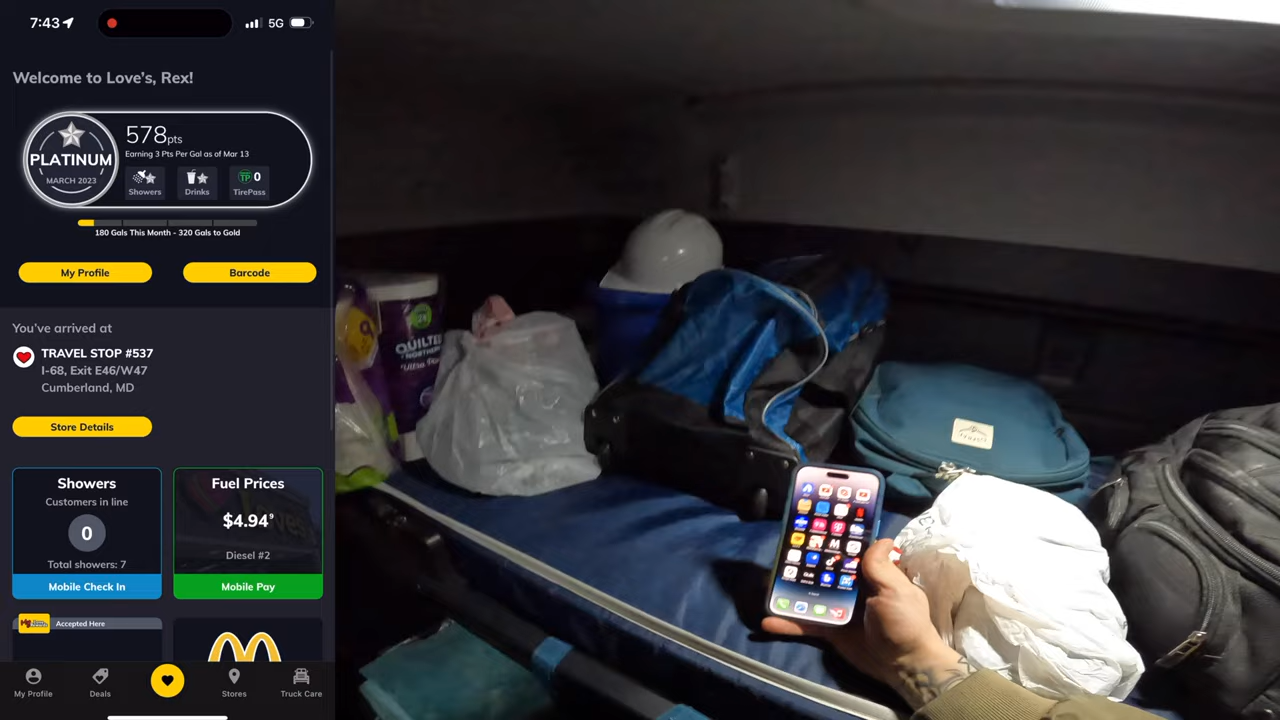 7:43
5G
Welcome to Love's, Rex!
PLATINUM
MARCH 2023
578pts
Earning 3 Pts Per Gal as of Mar 13
Showers
Drinks
TP 0
TirePass
180 Gals This Month - 320 Gals to Gold
My Profile
Barcode
You've arrived at
TRAVEL STOP #537
I-68, Exit E46/W47
Cumberland, MD
Store Details
Showers
Customers in line
0
Total showers: 7
Mobile Check In
Fuel Prices
$4.94⁹
Diesel #2
Mobile Pay
Accepted Here
My Profile
Deals
Stores
Truck Care
QUILTED
NORTHERN
Ultra